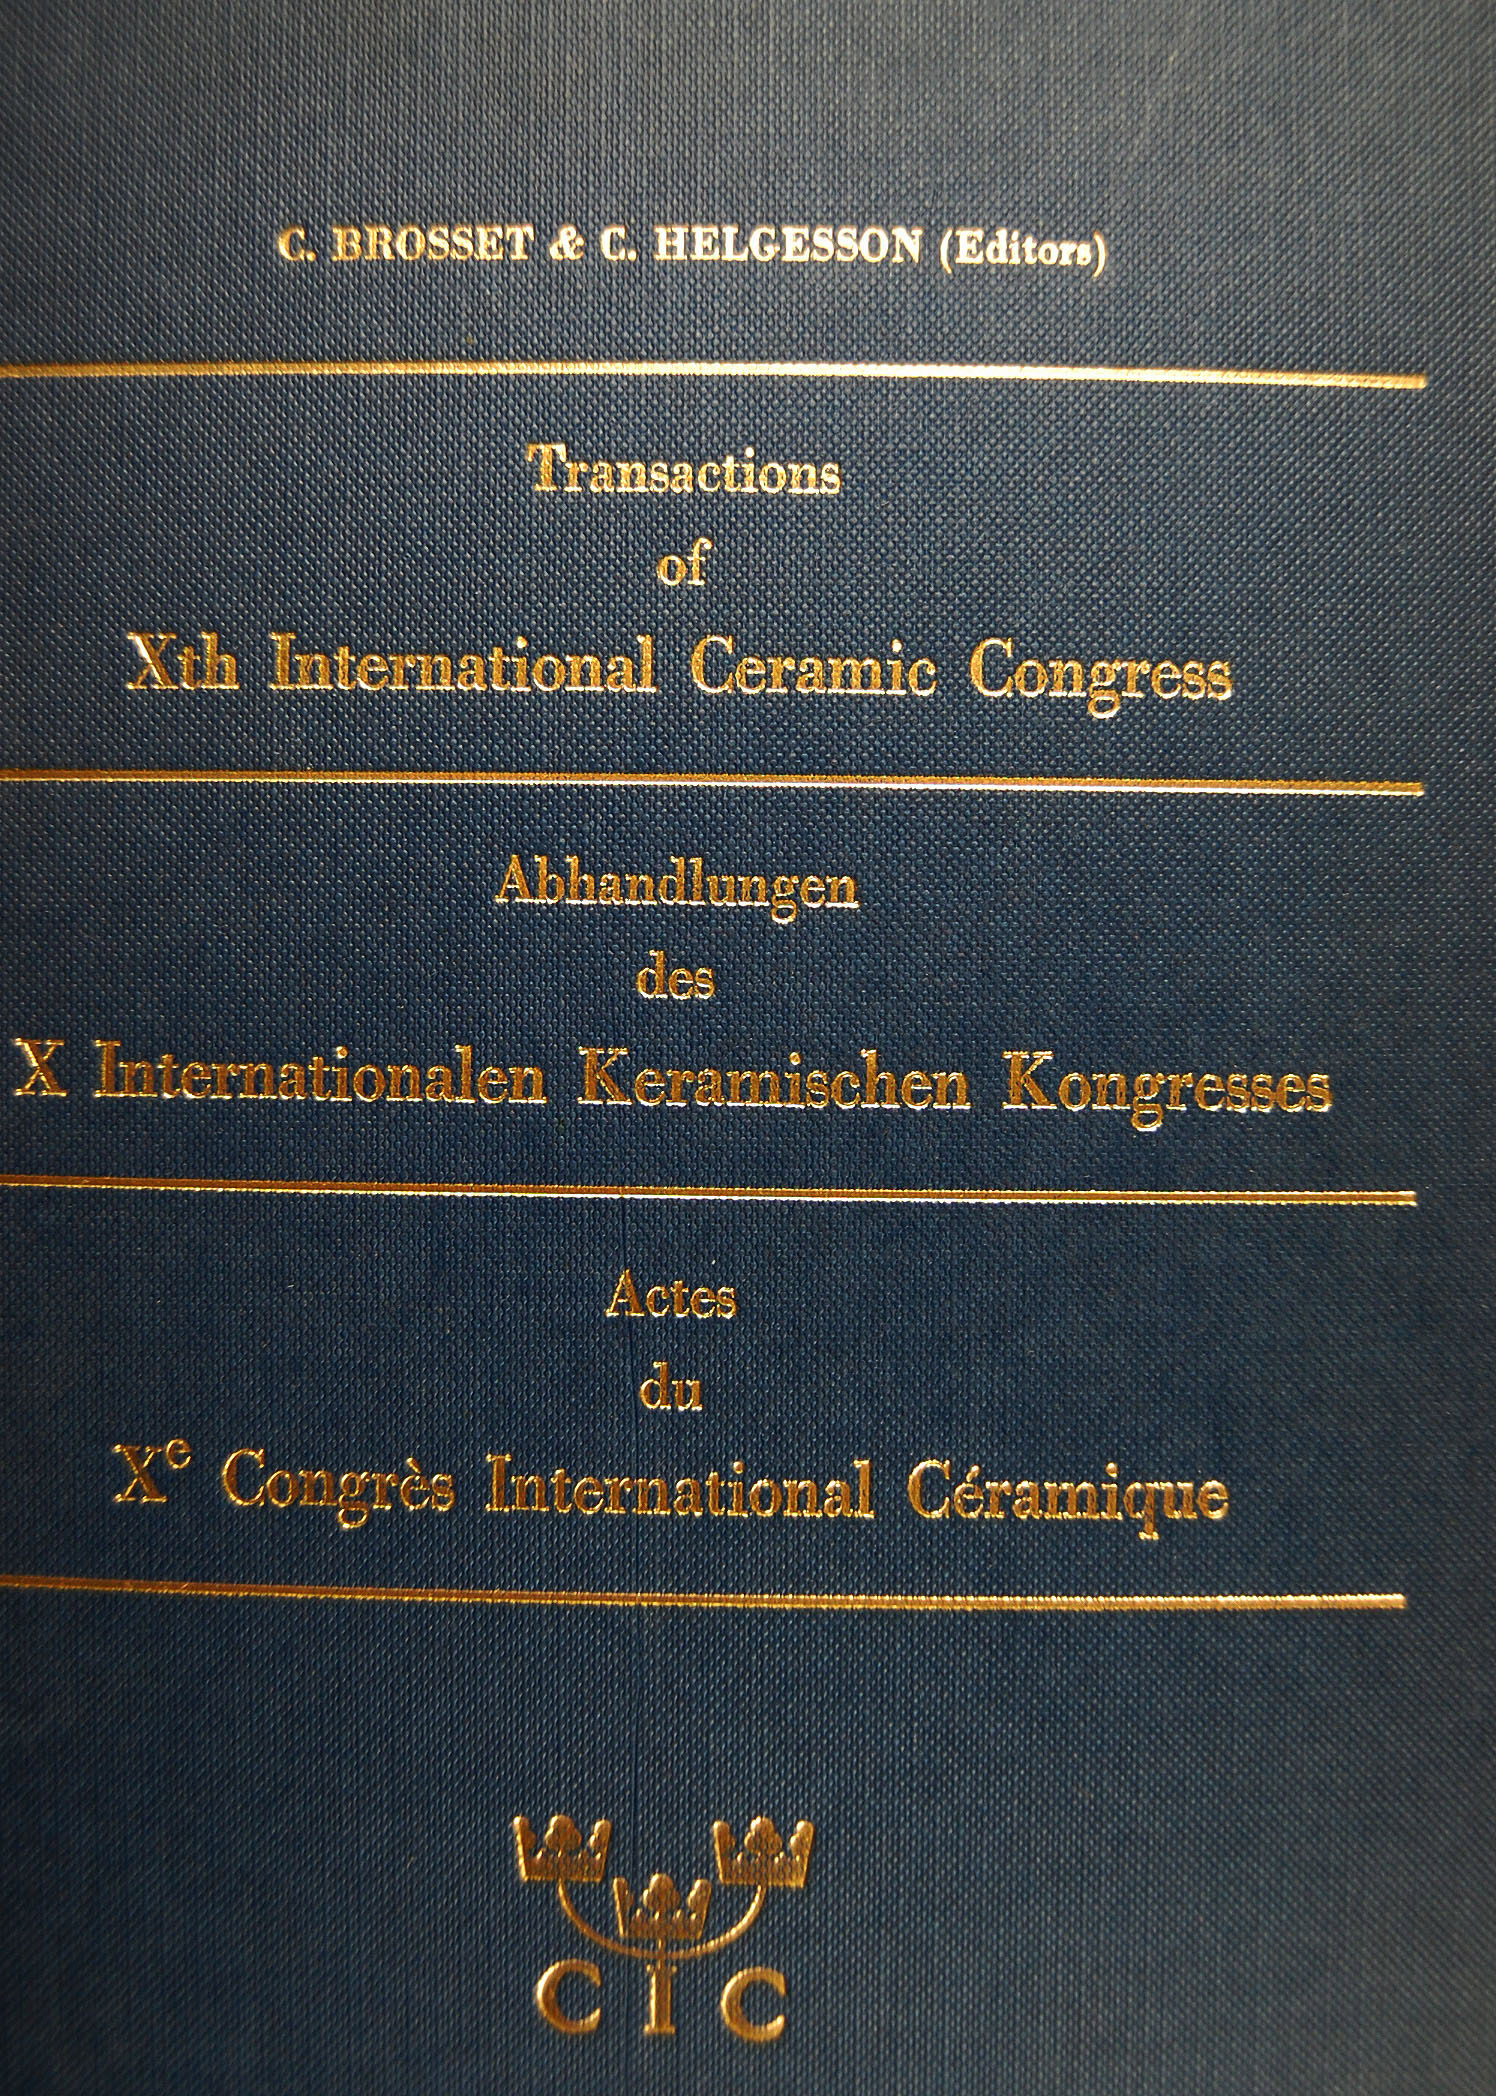 C. BROSSET & C. HELGESSON (Editors)
Transactions
of
Xth International Ceramic Congress
Abhandlungen
des
X Internationalen Keramischen Kongresses
Actes
du
Xe Congrès International Céramique
C I C